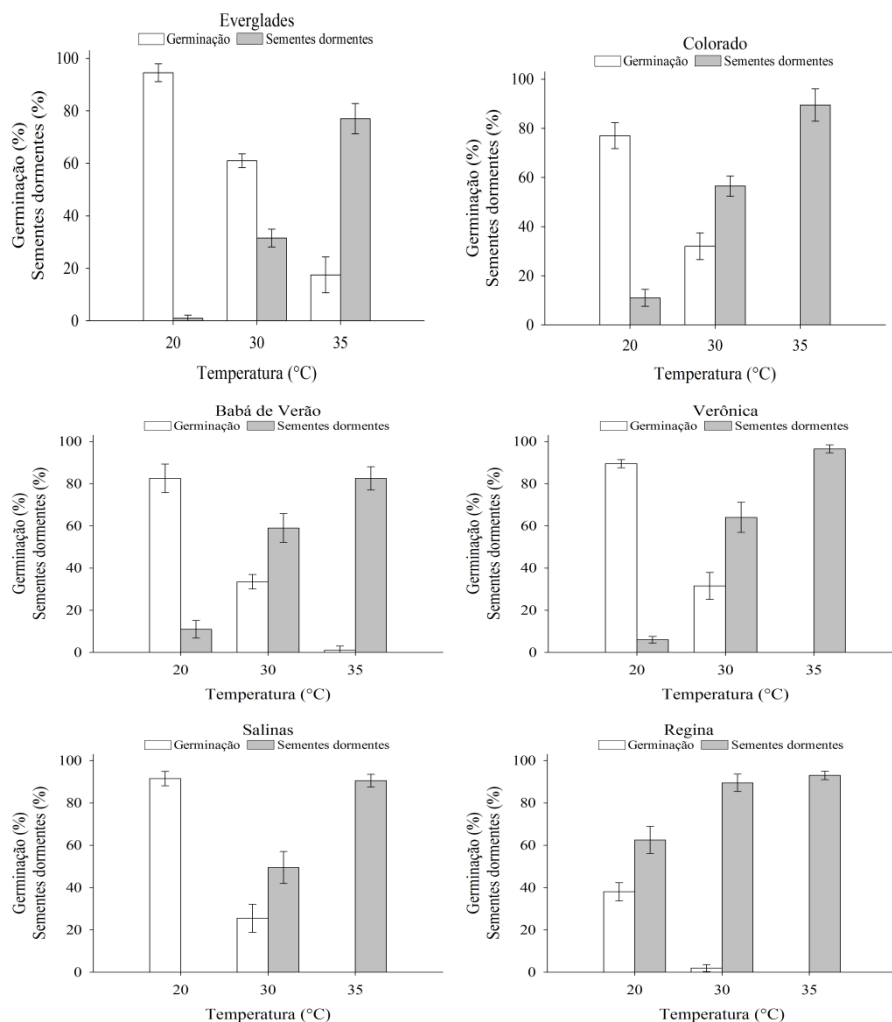 Everglades
Germinação Sementes dormentes
Germinação (%)
Sementes dormentes (%)
100
80
60
40
20
0
20 30 35
Temperatura (°C)
Colorado
Germinação Sementes dormentes
Germinação (%)
Sementes dormentes (%)
100
80
60
40
20
0
20 30 35
Temperatura (°C)
Babá de Verão
Germinação Sementes dormentes
Germinação (%)
Sementes dormentes (%)
100
80
60
40
20
0
20 30 35
Temperatura (°C)
Verônica
Germinação Sementes dormentes
Germinação (%)
Sementes dormentes (%)
100
80
60
40
20
0
20 30 35
Temperatura (°C)
Salinas
Germinação Sementes dormentes
Germinação (%)
Sementes dormentes (%)
100
80
60
40
20
0
20 30 35
Temperatura (°C)
Regina
Germinação Sementes dormentes
Germinação (%)
Sementes dormentes (%)
100
80
60
40
20
0
20 30 35
Temperatura (°C)